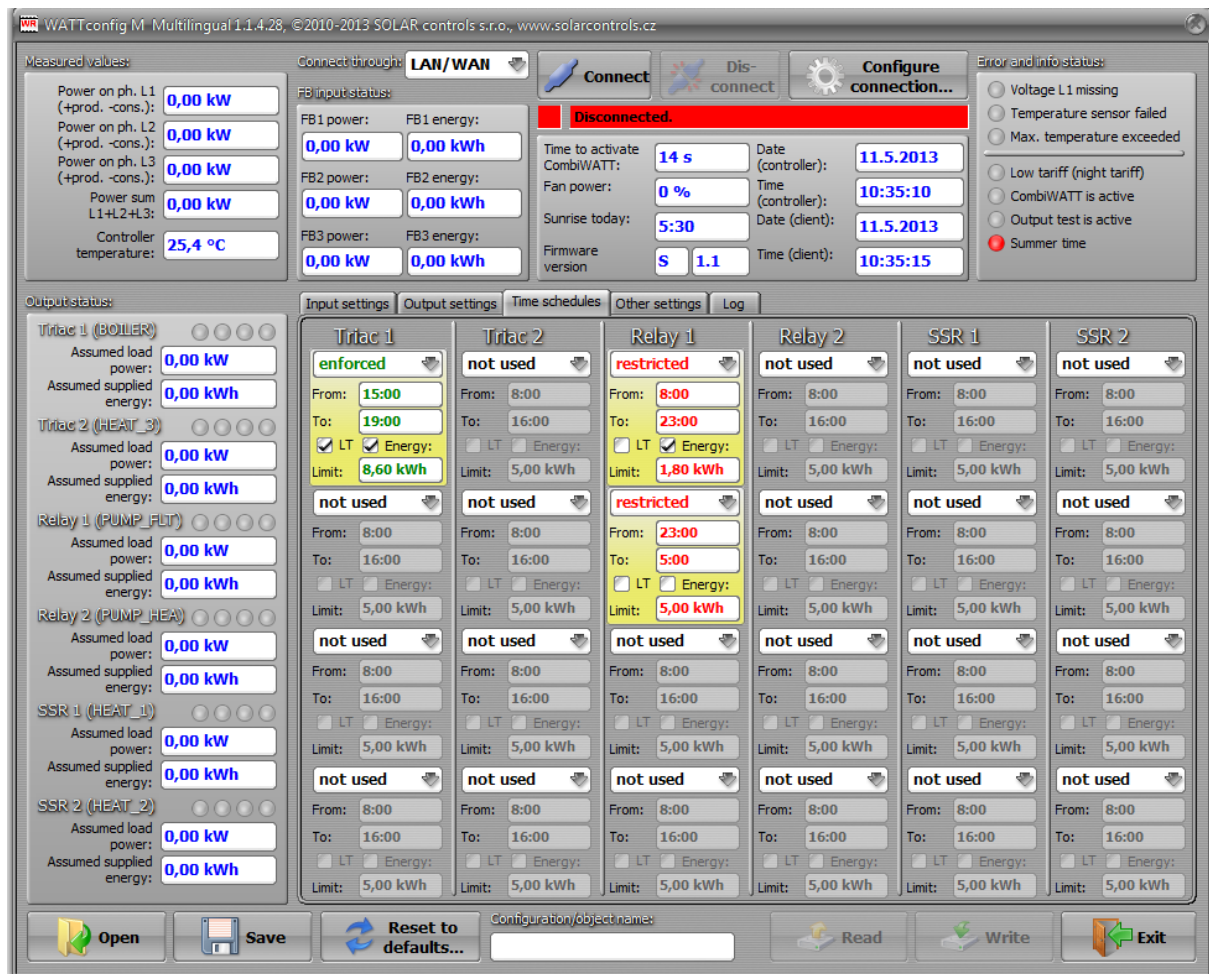 WR WATTconfig M Multilingual 1.1.4.28, ©2010-2013 SOLAR controls s.r.o., www.solarcontrols.cz
Measured values:
Power on ph. L1 (+prod. -cons.): 0,00 kW
Power on ph. L2 (+prod. -cons.): 0,00 kW
Power on ph. L3 (+prod. -cons.): 0,00 kW
Power sum L1+L2+L3: 0,00 kW
Controller temperature: 25,4 °C
Connect through: LAN/WAN
FB input status:
FB1 power: FB1 energy:
0,00 kW 0,00 kWh
FB2 power: FB2 energy:
0,00 kW 0,00 kWh
FB3 power: FB3 energy:
0,00 kW 0,00 kWh
Connect
Dis-
connect
Configure
connection...
Disconnected.
Time to activate CombiWATT: 14 s Date (controller): 11.5.2013
Fan power: 0 % Time (controller): 10:35:10
Sunrise today: 5:30 Date (client): 11.5.2013
Firmware version S 1.1 Time (client): 10:35:15
Error and info status:
Voltage L1 missing
Temperature sensor failed
Max. temperature exceeded
Low tariff (night tariff)
CombiWATT is active
Output test is active
Summer time
Output status:
Triac 1 (BOILER)
Assumed load power: 0,00 kW
Assumed supplied energy: 0,00 kWh
Triac 2 (HEAT_3)
Assumed load power: 0,00 kW
Assumed supplied energy: 0,00 kWh
Relay 1 (PUMP_FLT)
Assumed load power: 0,00 kW
Assumed supplied energy: 0,00 kWh
Relay 2 (PUMP_HEA)
Assumed load power: 0,00 kW
Assumed supplied energy: 0,00 kWh
SSR 1 (HEAT_1)
Assumed load power: 0,00 kW
Assumed supplied energy: 0,00 kWh
SSR 2 (HEAT_2)
Assumed load power: 0,00 kW
Assumed supplied energy: 0,00 kWh
Input settings Output settings Time schedules Other settings Log
Triac 1 Triac 2 Relay 1 Relay 2 SSR 1 SSR 2
enforced not used restricted not used not used not used
From: 15:00 From: 8:00 From: 8:00 From: 8:00 From: 8:00 From: 8:00
To: 19:00 To: 16:00 To: 23:00 To: 16:00 To: 16:00 To: 16:00
LT Energy: LT Energy: LT Energy: LT Energy: LT Energy: LT Energy:
Limit: 8,60 kWh Limit: 5,00 kWh Limit: 1,80 kWh Limit: 5,00 kWh Limit: 5,00 kWh Limit: 5,00 kWh
not used not used restricted not used not used not used
From: 8:00 From: 8:00 From: 23:00 From: 8:00 From: 8:00 From: 8:00
To: 16:00 To: 16:00 To: 5:00 To: 16:00 To: 16:00 To: 16:00
LT Energy: LT Energy: LT Energy: LT Energy: LT Energy: LT Energy:
Limit: 5,00 kWh Limit: 5,00 kWh Limit: 5,00 kWh Limit: 5,00 kWh Limit: 5,00 kWh Limit: 5,00 kWh
not used not used not used not used not used not used
From: 8:00 From: 8:00 From: 8:00 From: 8:00 From: 8:00 From: 8:00
To: 16:00 To: 16:00 To: 16:00 To: 16:00 To: 16:00 To: 16:00
LT Energy: LT Energy: LT Energy: LT Energy: LT Energy: LT Energy:
Limit: 5,00 kWh Limit: 5,00 kWh Limit: 5,00 kWh Limit: 5,00 kWh Limit: 5,00 kWh Limit: 5,00 kWh
not used not used not used not used not used not used
From: 8:00 From: 8:00 From: 8:00 From: 8:00 From: 8:00 From: 8:00
To: 16:00 To: 16:00 To: 16:00 To: 16:00 To: 16:00 To: 16:00
LT Energy: LT Energy: LT Energy: LT Energy: LT Energy: LT Energy:
Limit: 5,00 kWh Limit: 5,00 kWh Limit: 5,00 kWh Limit: 5,00 kWh Limit: 5,00 kWh Limit: 5,00 kWh
Open
Save
Reset to
defaults...
Configuration/object name:
Read
Write
Exit